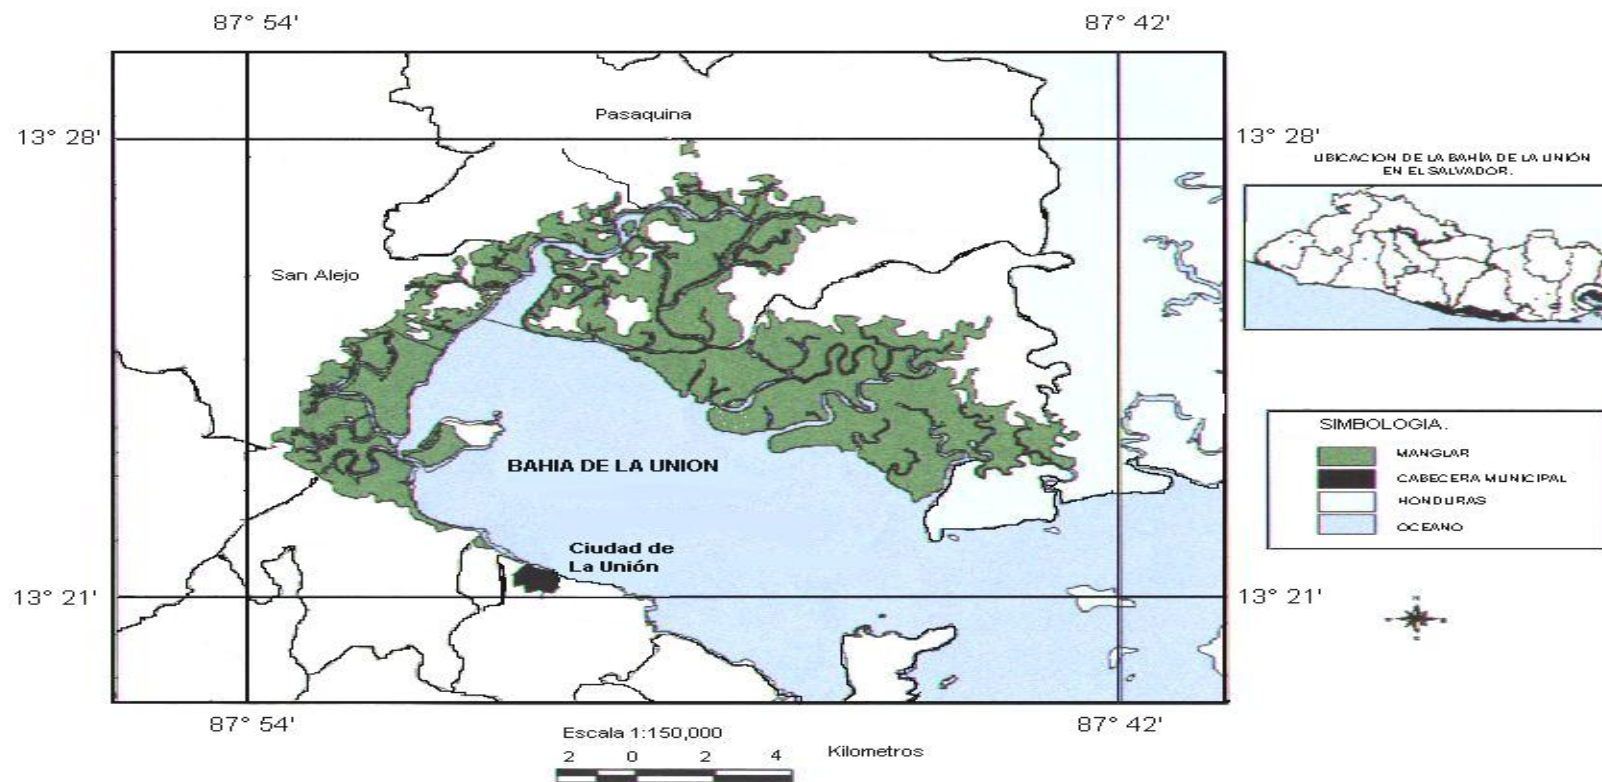 87° 54'
87° 42'
Pasaquina
13° 28'
13° 28'
UBICACION DE LA BAHÍA DE LA UNIÓN
EN EL SALVADOR.
San Alejo
SIMBOLOGIA.
MANGLAR
CABECERA MUNICIPAL
HONDURAS
OCEANO
BAHIA DE LA UNION
Ciudad de
La Unión
13° 21'
13° 21'
87° 54'
87° 42'
Escala 1:150,000
2 0 2 4 Kilometros